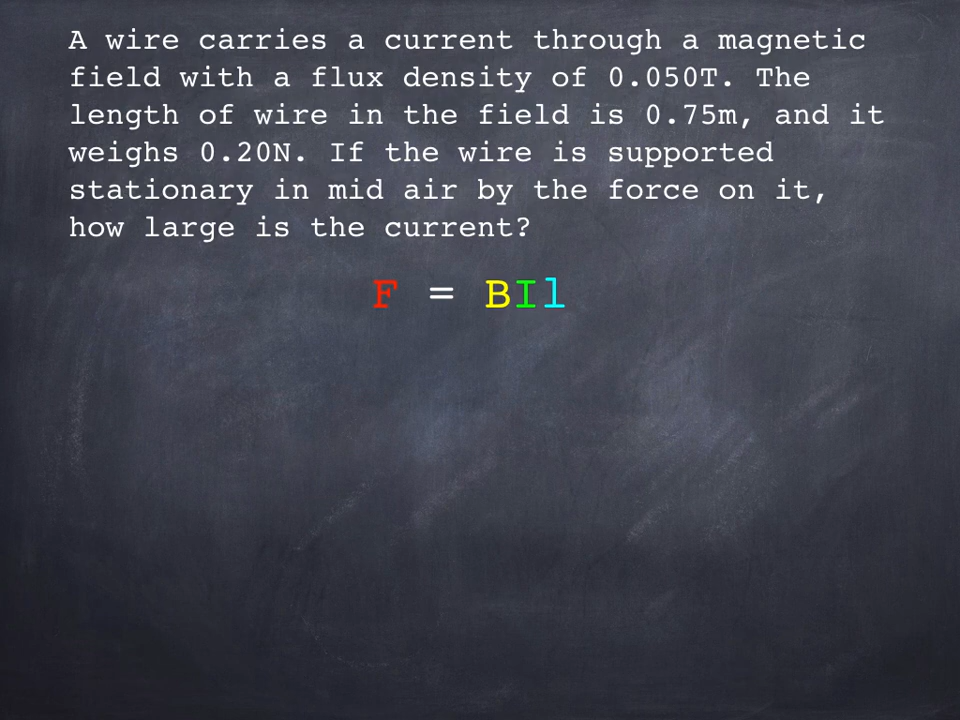 A wire carries a current through a magnetic
field with a flux density of 0.050T. The
length of wire in the field is 0.75m, and it
weighs 0.20N. If the wire is supported
stationary in mid air by the force on it,
how large is the current?
F = BIl